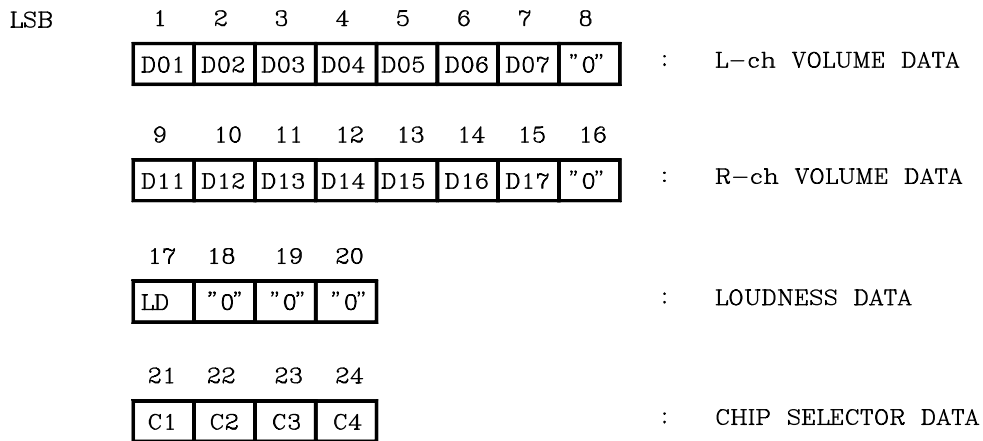 LSB 1 2 3 4 5 6 7 8
D01 D02 D03 D04 D05 D06 D07 "0" : L-ch VOLUME DATA
9 10 11 12 13 14 15 16
D11 D12 D13 D14 D15 D16 D17 "0" : R-ch VOLUME DATA
17 18 19 20
LD "0" "0" "0" : LOUDNESS DATA
21 22 23 24
C1 C2 C3 C4 : CHIP SELECTOR DATA